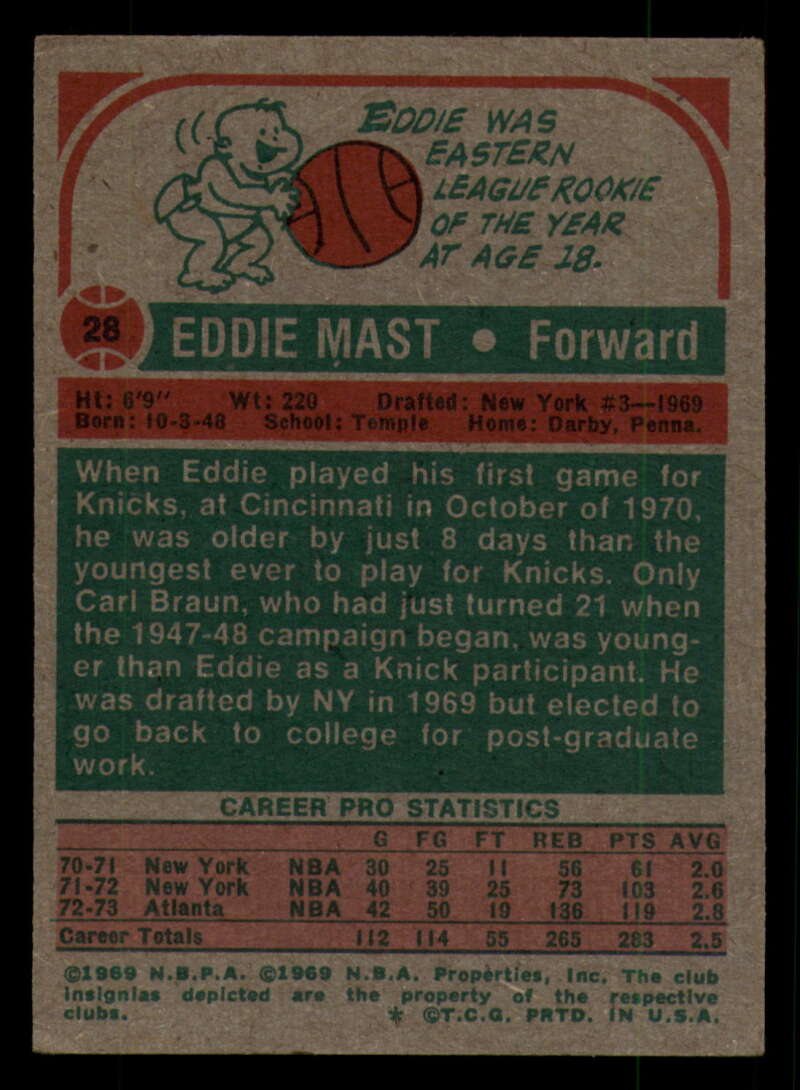 EDDIE WAS
EASTERN
LEAGUE ROOKIE
OF THE YEAR
AT AGE 18.
28
EDDIE MAST • Forward
Ht: 6'9" Wt: 220 Drafted: New York #3—1969
Born: 10-3-48 School: Temple Home: Darby, Penna.
When Eddie played his first game for
Knicks, at Cincinnati in October of 1970,
he was older by just 8 days than the
youngest ever to play for Knicks. Only
Carl Braun, who had just turned 21 when
the 1947-48 campaign began, was young-
er than Eddie as a Knick participant. He
was drafted by NY in 1969 but elected to
go back to college for post-graduate
work.
CAREER PRO STATISTICS
G FG FT REB PTS AVG
70-71 New York NBA 30 25 11 56 61 2.0
71-72 New York NBA 40 39 25 73 103 2.6
72-73 Atlanta NBA 42 50 19 136 119 2.8
Career Totals 112 114 55 265 283 2.5
©1969 N.B.P.A. ©1969 N.B.A. Properties, Inc. The club
insignias depicted are the property of the respective
clubs. * ©T.C.G. PRTD. IN U.S.A.